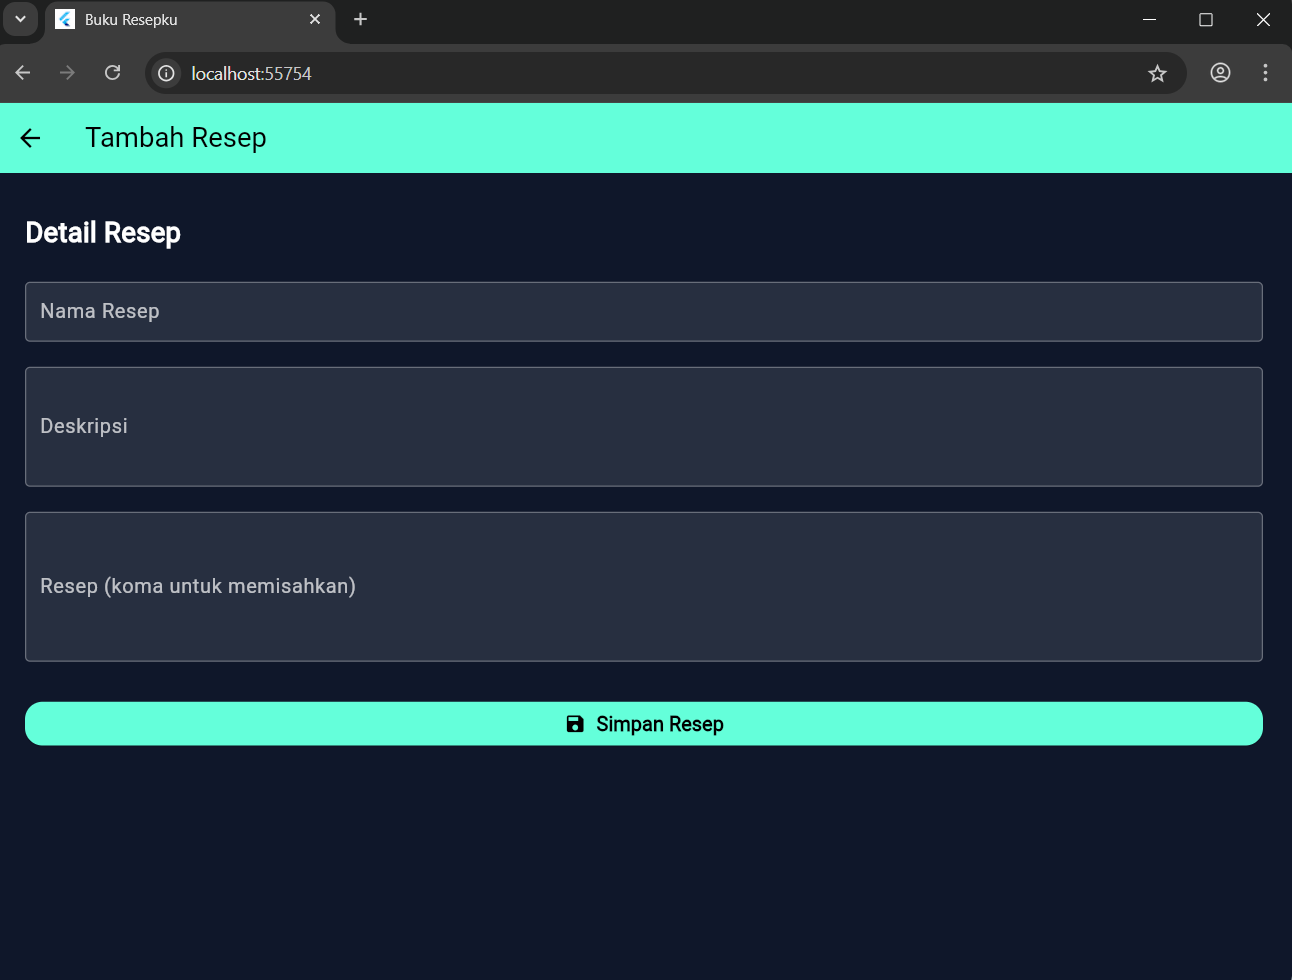 Buku Resepku
localhost:55754
Tambah Resep
Detail Resep
Nama Resep
Deskripsi
Resep (koma untuk memisahkan)
Simpan Resep